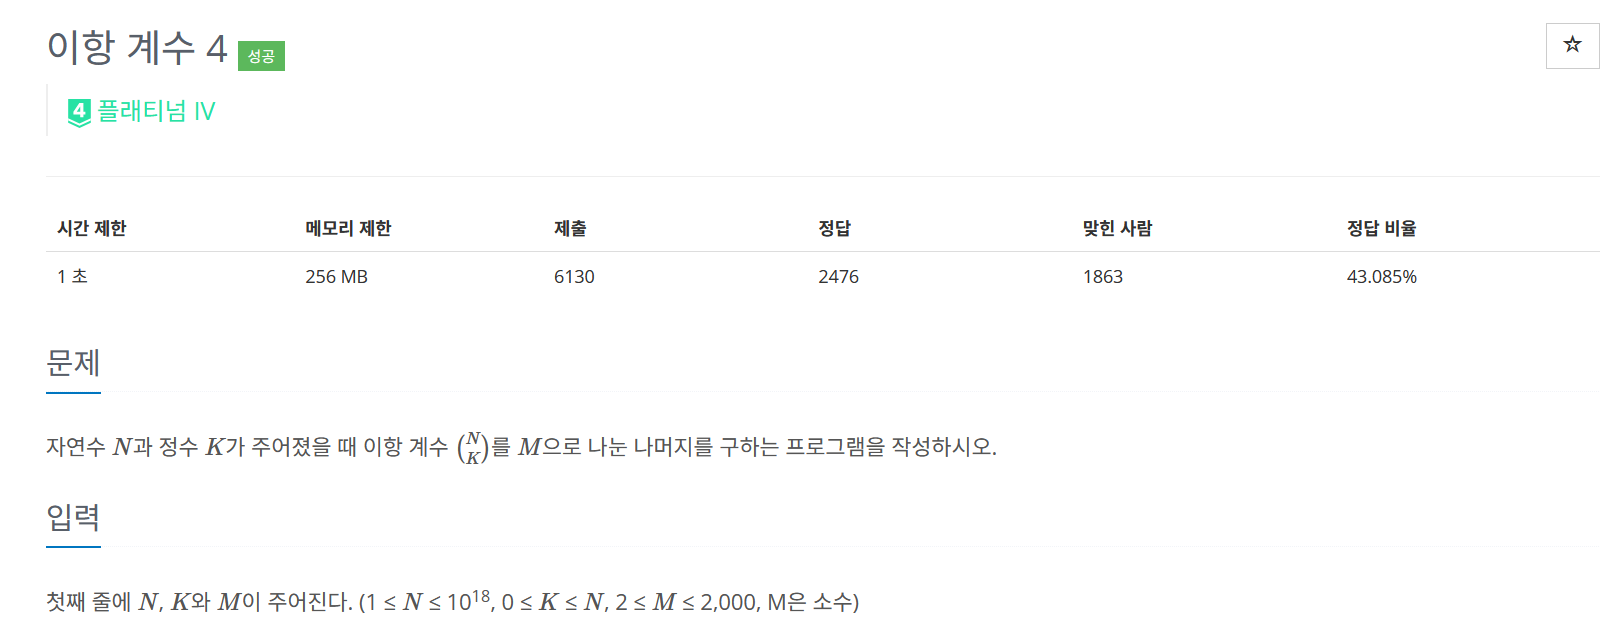 이항 계수 4 성공
4 플래티넘 IV
시간 제한 메모리 제한 제출 정답 맞힌 사람 정답 비율
1 초 256 MB 6130 2476 1863 43.085%
문제
자연수 N과 정수 K가 주어졌을 때 이항 계수 (N K)를 M으로 나눈 나머지를 구하는 프로그램을 작성하시오.
입력
첫째 줄에 N, K와 M이 주어진다. (1 ≤ N ≤ 10^18, 0 ≤ K ≤ N, 2 ≤ M ≤ 2,000, M은 소수)